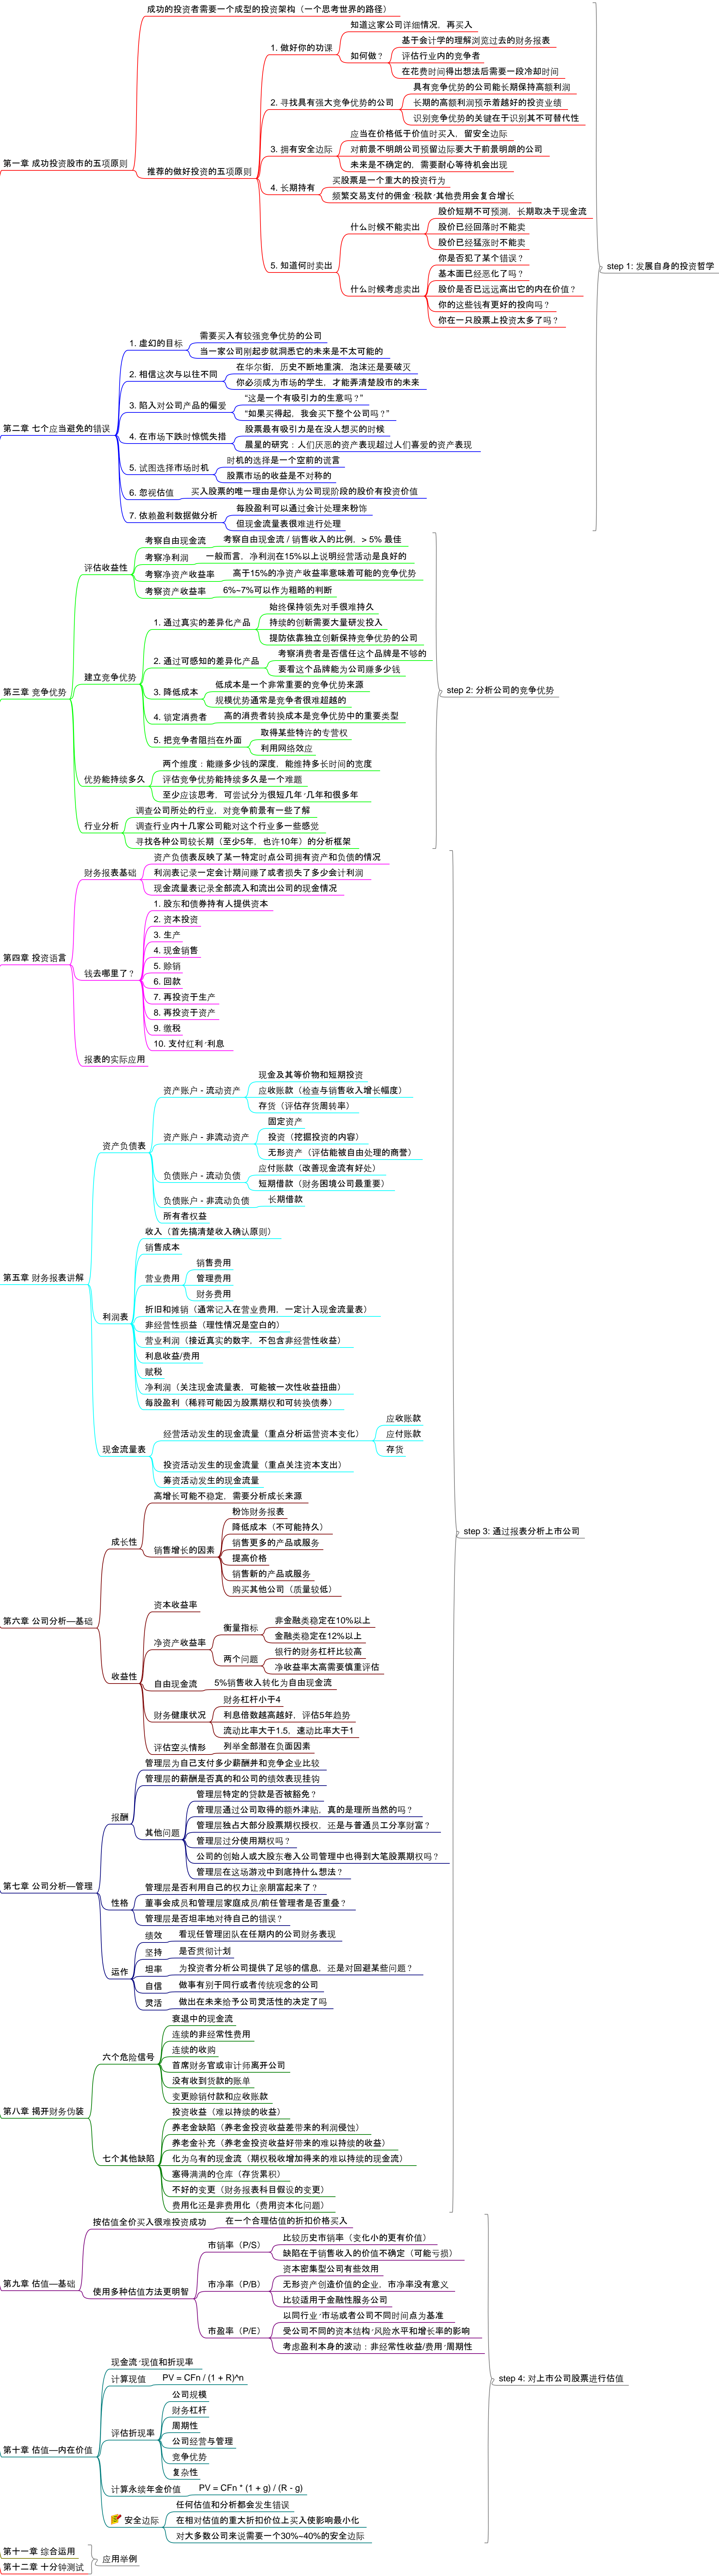 成功的投资者需要一个成型的投资架构（一个思考世界的路径）
第一章 成功投资股市的五项原则
推荐的做好投资的五项原则
1. 做好你的功课
知道这家公司详细情况，再买入
如何做？
基于会计学的理解浏览过去的财务报表
评估行业内的竞争者
在花费时间得出想法后需要一段冷却时间
2. 寻找具有强大竞争优势的公司
具有竞争优势的公司能长期保持高额利润
长期的高额利润预示着越好的投资业绩
识别竞争优势的关键在于识别其不可替代性
3. 拥有安全边际
应当在价格低于价值时买入，留安全边际
对前景不明朗公司预留边际要大于前景明朗的公司
未来是不确定的，需要耐心等待机会出现
4. 长期持有
买股票是一个重大的投资行为
频繁交易支付的佣金·税款·其他费用会复合增长
5. 知道何时卖出
什么时候不能卖出
股价短期不可预测，长期取决于现金流
股价已经回落时不能卖
股价已经猛涨时不能卖
什么时候考虑卖出
你是否犯了某个错误？
基本面已经恶化了吗？
股价是否已远远高出它的内在价值？
你的这些钱有更好的投向吗？
你在一只股票上投资太多了吗？
step 1: 发展自身的投资哲学
第二章 七个应当避免的错误
1. 虚幻的目标
需要买入有较强竞争优势的公司
当一家公司刚起步就洞悉它的未来是不太可能的
2. 相信这次与以往不同
在华尔街，历史不断地重演，泡沫还是要破灭
你必须成为市场的学生，才能弄清楚股市的未来
3. 陷入对公司产品的偏爱
“这是一个有吸引力的生意吗？”
“如果买得起，我会买下整个公司吗？”
4. 在市场下跌时惊慌失措
股票最有吸引力是在没人想买的时候
晨星的研究：人们厌恶的资产表现超过人们喜爱的资产表现
5. 试图选择市场时机
时机的选择是一个空前的谎言
股票市场的收益是不对称的
6. 忽视估值
买入股票的唯一理由是你认为公司现阶段的股价有投资价值
7. 依赖盈利数据做分析
每股盈利可以通过会计处理来粉饰
但现金流量表很难进行处理
第三章 竞争优势
评估收益性
考察自由现金流
考察自由现金流 / 销售收入的比例，> 5% 最佳
考察净利润
一般而言，净利润在15%以上说明经营活动是良好的
考察净资产收益率
高于15%的净资产收益率意味着可能的竞争优势
考察资产收益率
6%~7%可以作为粗略的判断
建立竞争优势
1. 通过真实的差异化产品
始终保持领先对手很难持久
持续的创新需要大量研发投入
提防依靠独立创新保持竞争优势的公司
2. 通过可感知的差异化产品
考察消费者是否信任这个品牌是不够的
要看这个品牌能为公司赚多少钱
3. 降低成本
低成本是一个非常重要的竞争优势来源
规模优势通常是竞争者很难超越的
4. 锁定消费者
高的消费者转换成本是竞争优势中的重要类型
5. 把竞争者阻挡在外面
取得某些特许的专营权
利用网络效应
优势能持续多久
两个维度：能赚多少钱的深度，能维持多长时间的宽度
评估竞争优势能持续多久是一个难题
至少应该思考，可尝试分为很短几年·几年和很多年
行业分析
调查公司所处的行业，对竞争前景有一些了解
调查行业内十几家公司能对这个行业多一些感觉
寻找各种公司较长期（至少5年，也许10年）的分析框架
step 2: 分析公司的竞争优势
第四章 投资语言
财务报表基础
资产负债表反映了某一特定时点公司拥有资产和负债的情况
利润表记录一定会计期间赚了或者损失了多少会计利润
现金流量表记录全部流入和流出公司的现金情况
钱去哪里了？
1. 股东和债券持有人提供资本
2. 资本投资
3. 生产
4. 现金销售
5. 赊销
6. 回款
7. 再投资于生产
8. 再投资于资产
9. 缴税
10. 支付红利·利息
报表的实际应用
第五章 财务报表讲解
资产负债表
资产账户 - 流动资产
现金及其等价物和短期投资
应收账款（检查与销售收入增长幅度）
存货（评估存货周转率）
资产账户 - 非流动资产
固定资产
投资（挖掘投资的内容）
无形资产（评估能被自由处理的商誉）
负债账户 - 流动负债
应付账款（改善现金流有好处）
短期借款（财务困境公司最重要）
负债账户 - 非流动负债
长期借款
所有者权益
利润表
收入（首先搞清楚收入确认原则）
销售成本
营业费用
销售费用
管理费用
财务费用
折旧和摊销（通常记入在营业费用，一定计入现金流量表）
非经营性损益（理性情况是空白的）
营业利润（接近真实的数字，不包含非经营性收益）
利息收益/费用
赋税
净利润（关注现金流量表，可能被一次性收益扭曲）
每股盈利（稀释可能因为股票期权和可转换债券）
现金流量表
经营活动发生的现金流量（重点分析运营资本变化）
应收账款
应付账款
存货
投资活动发生的现金流量（重点关注资本支出）
筹资活动发生的现金流量
第六章 公司分析—基础
成长性
高增长可能不稳定，需要分析成长来源
销售增长的因素
粉饰财务报表
降低成本（不可能持久）
销售更多的产品或服务
提高价格
销售新的产品或服务
购买其他公司（质量较低）
收益性
资本收益率
净资产收益率
衡量指标
非金融类稳定在10%以上
金融类稳定在12%以上
两个问题
银行的财务杠杆比较高
净收益率太高需要慎重评估
自由现金流
5%销售收入转化为自由现金流
财务健康状况
财务杠杆小于4
利息倍数越高越好，评估5年趋势
流动比率大于1.5，速动比率大于1
评估空头情形
列举全部潜在负面因素
step 3: 通过报表分析上市公司
第七章 公司分析—管理
报酬
管理层为自己支付多少薪酬并和竞争企业比较
管理层的薪酬是否真的和公司的绩效表现挂钩
其他问题
管理层特定的贷款是否被豁免？
管理层通过公司取得的额外津贴，真的是理所当然的吗？
管理层独占大部分股票期权授权，还是与普通员工分享财富？
管理层过分使用期权吗？
公司的创始人或大股东卷入公司管理中也得到大笔股票期权吗？
管理层在这场游戏中到底持什么想法？
性格
管理层是否利用自己的权力让亲朋富起来了？
董事会成员和管理层家庭成员/前任管理者是否重叠？
管理层是否坦率地对待自己的错误？
运作
绩效
看现任管理团队在任期内的公司财务表现
坚持
是否贯彻计划
坦率
为投资者分析公司提供了足够的信息，还是对回避某些问题？
自信
做事有别于同行或者传统观念的公司
灵活
做出在未来给予公司灵活性的决定了吗
第八章 揭开财务伪装
六个危险信号
衰退中的现金流
连续的非经常性费用
连续的收购
首席财务官或审计师离开公司
没有收到货款的账单
变更赊销付款和应收账款
七个其他缺陷
投资收益（难以持续的收益）
养老金缺陷（养老金投资收益差带来的利润侵蚀）
养老金补充（养老金投资收益好带来的难以持续的收益）
化为乌有的现金流（期权税收增加得来的难以持续的现金流）
塞得满满的仓库（存货累积）
不好的变更（财务报表科目假设的变更）
费用化还是非费用化（费用资本化问题）
第九章 估值—基础
按估值全价买入很难投资成功
在一个合理估值的折扣价格买入
使用多种估值方法更明智
市销率（P/S）
比较历史市销率（变化小的更有价值）
缺陷在于销售收入的价值不确定（可能亏损）
市净率（P/B）
资本密集型公司有些效用
无形资产创造价值的企业，市净率没有意义
比较适用于金融性服务公司
市盈率（P/E）
以同行业·市场或者公司不同时间点为基准
受公司不同的资本结构·风险水平和增长率的影响
考虑盈利本身的波动：非经常性收益/费用·周期性
step 4: 对上市公司股票进行估值
第十章 估值—内在价值
现金流·现值和折现率
计算现值
PV = CFn / (1 + R)^n
评估折现率
公司规模
财务杠杆
周期性
公司经营与管理
竞争优势
复杂性
计算永续年金价值
PV = CFn * (1 + g) / (R - g)
安全边际
任何估值和分析都会发生错误
在相对估值的重大折扣价位上买入使影响最小化
对大多数公司来说需要一个30%~40%的安全边际
第十一章 综合运用
第十二章 十分钟测试
应用举例